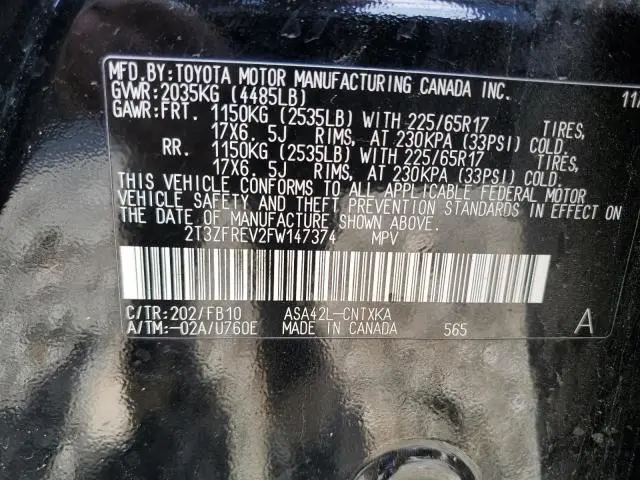 MFD.BY:TOYOTA MOTOR MANUFACTURING CANADA INC. 11/
GVWR:2035KG (4485LB)
GAWR:FRT. 1150KG (2535LB) WITH 225/65R17 TIRES,
17X6. 5J RIMS, AT 230KPA (33PSI) COLD.
RR. 1150KG (2535LB) WITH 225/65R17 TIRES,
17X6. 5J RIMS, AT 230KPA (33PSI) COLD.
THIS VEHICLE CONFORMS TO ALL APPLICABLE FEDERAL MOTOR
VEHICLE SAFETY AND THEFT PREVENTION STANDARDS IN EFFECT ON
THE DATE OF MANUFACTURE SHOWN ABOVE.
2T3ZFREV2FW147374 MPV
C/TR:202/FB10 ASA42L-CNTXKA
A/TM:-02A/U760E MADE IN CANADA 565 A